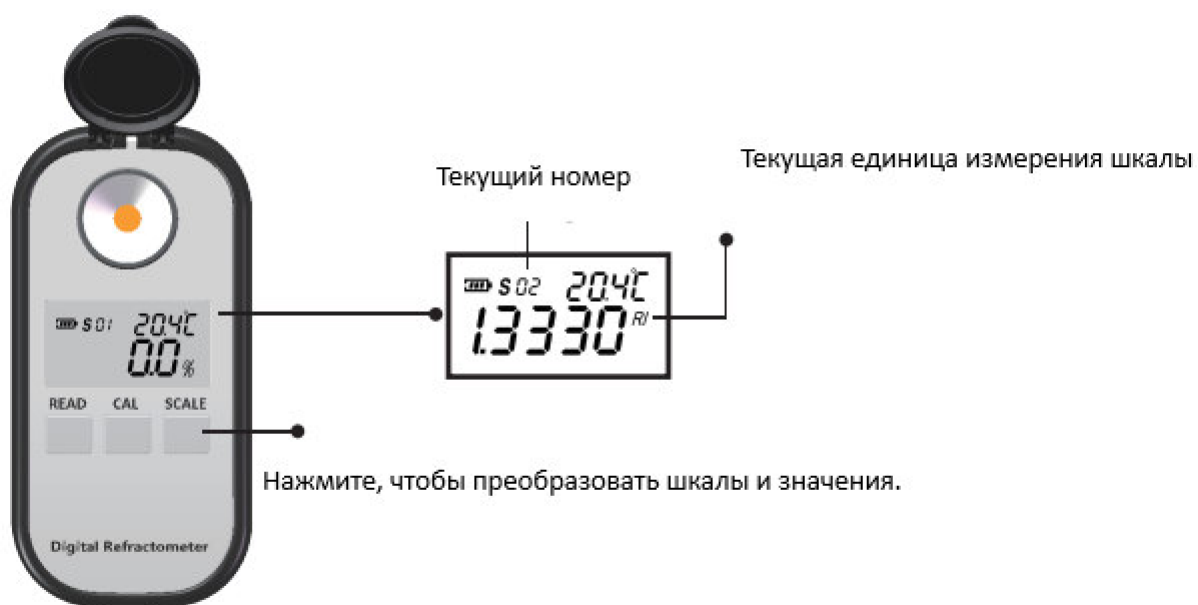 Текущая единица измерения шкалы
Текущий номер
S 02 20.4°C
1.3330 RI
S 01 20.4°C
0.0 %
READ CAL SCALE
Нажмите, чтобы преобразовать шкалы и значения.
Digital Refractometer